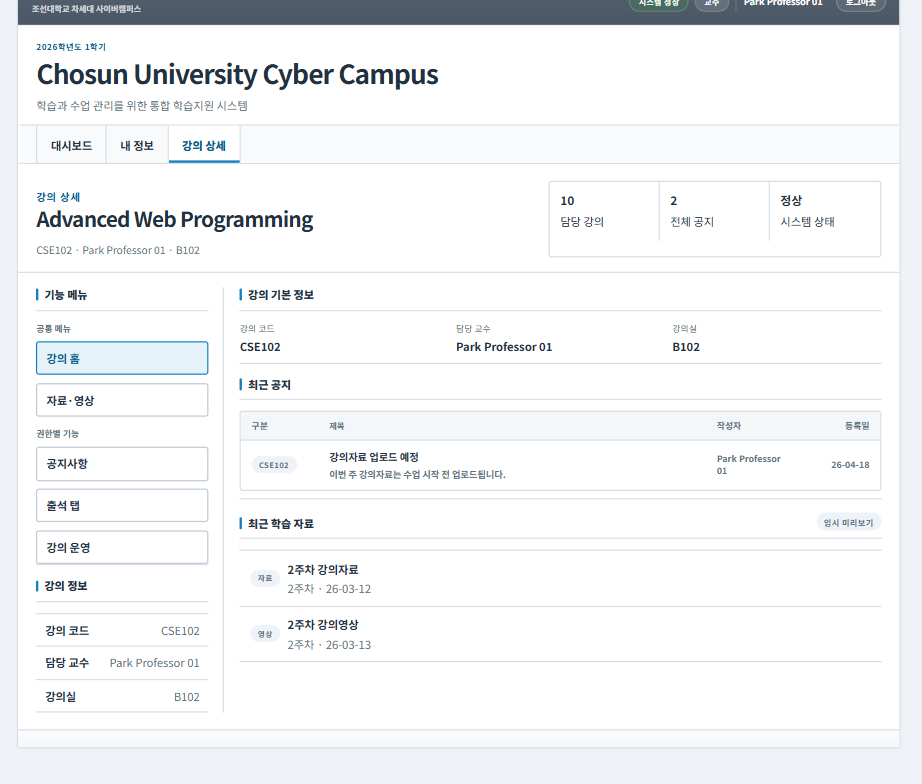 조선대학교 차세대 사이버캠퍼스
시스템 정상 교수 Park Professor 01 로그아웃
2026학년도 1학기
Chosun University Cyber Campus
학습과 수업 관리를 위한 통합 학습지원 시스템
대시보드 내 정보 강의 상세
강의 상세
Advanced Web Programming
CSE102 · Park Professor 01 · B102
10 2 정상
담당 강의 전체 공지 시스템 상태
기능 메뉴
공통 메뉴
강의 홈
자료·영상
권한별 기능
공지사항
출석 탭
강의 운영
강의 정보
강의 코드 CSE102
담당 교수 Park Professor 01
강의실 B102
강의 기본 정보
강의 코드 담당 교수 강의실
CSE102 Park Professor 01 B102
최근 공지
구분 제목 작성자 등록일
CSE102 강의자료 업로드 예정 Park Professor 01 26-04-18
이번 주 강의자료는 수업 시작 전 업로드됩니다.
최근 학습 자료 임시 미리보기
자료 2주차 강의자료
2주차 · 26-03-12
영상 2주차 강의영상
2주차 · 26-03-13